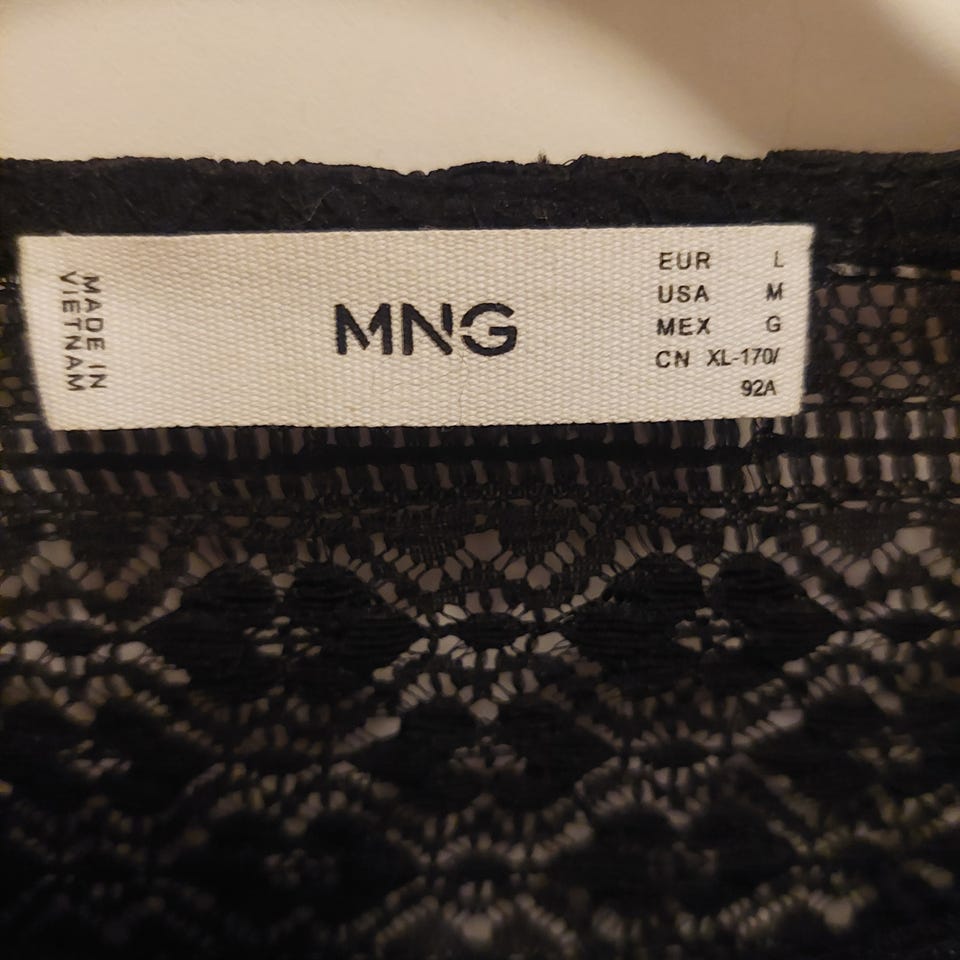 MADE IN
VIETNAM
MNG
EUR L
USA M
MEX G
CN XL-170/
92A